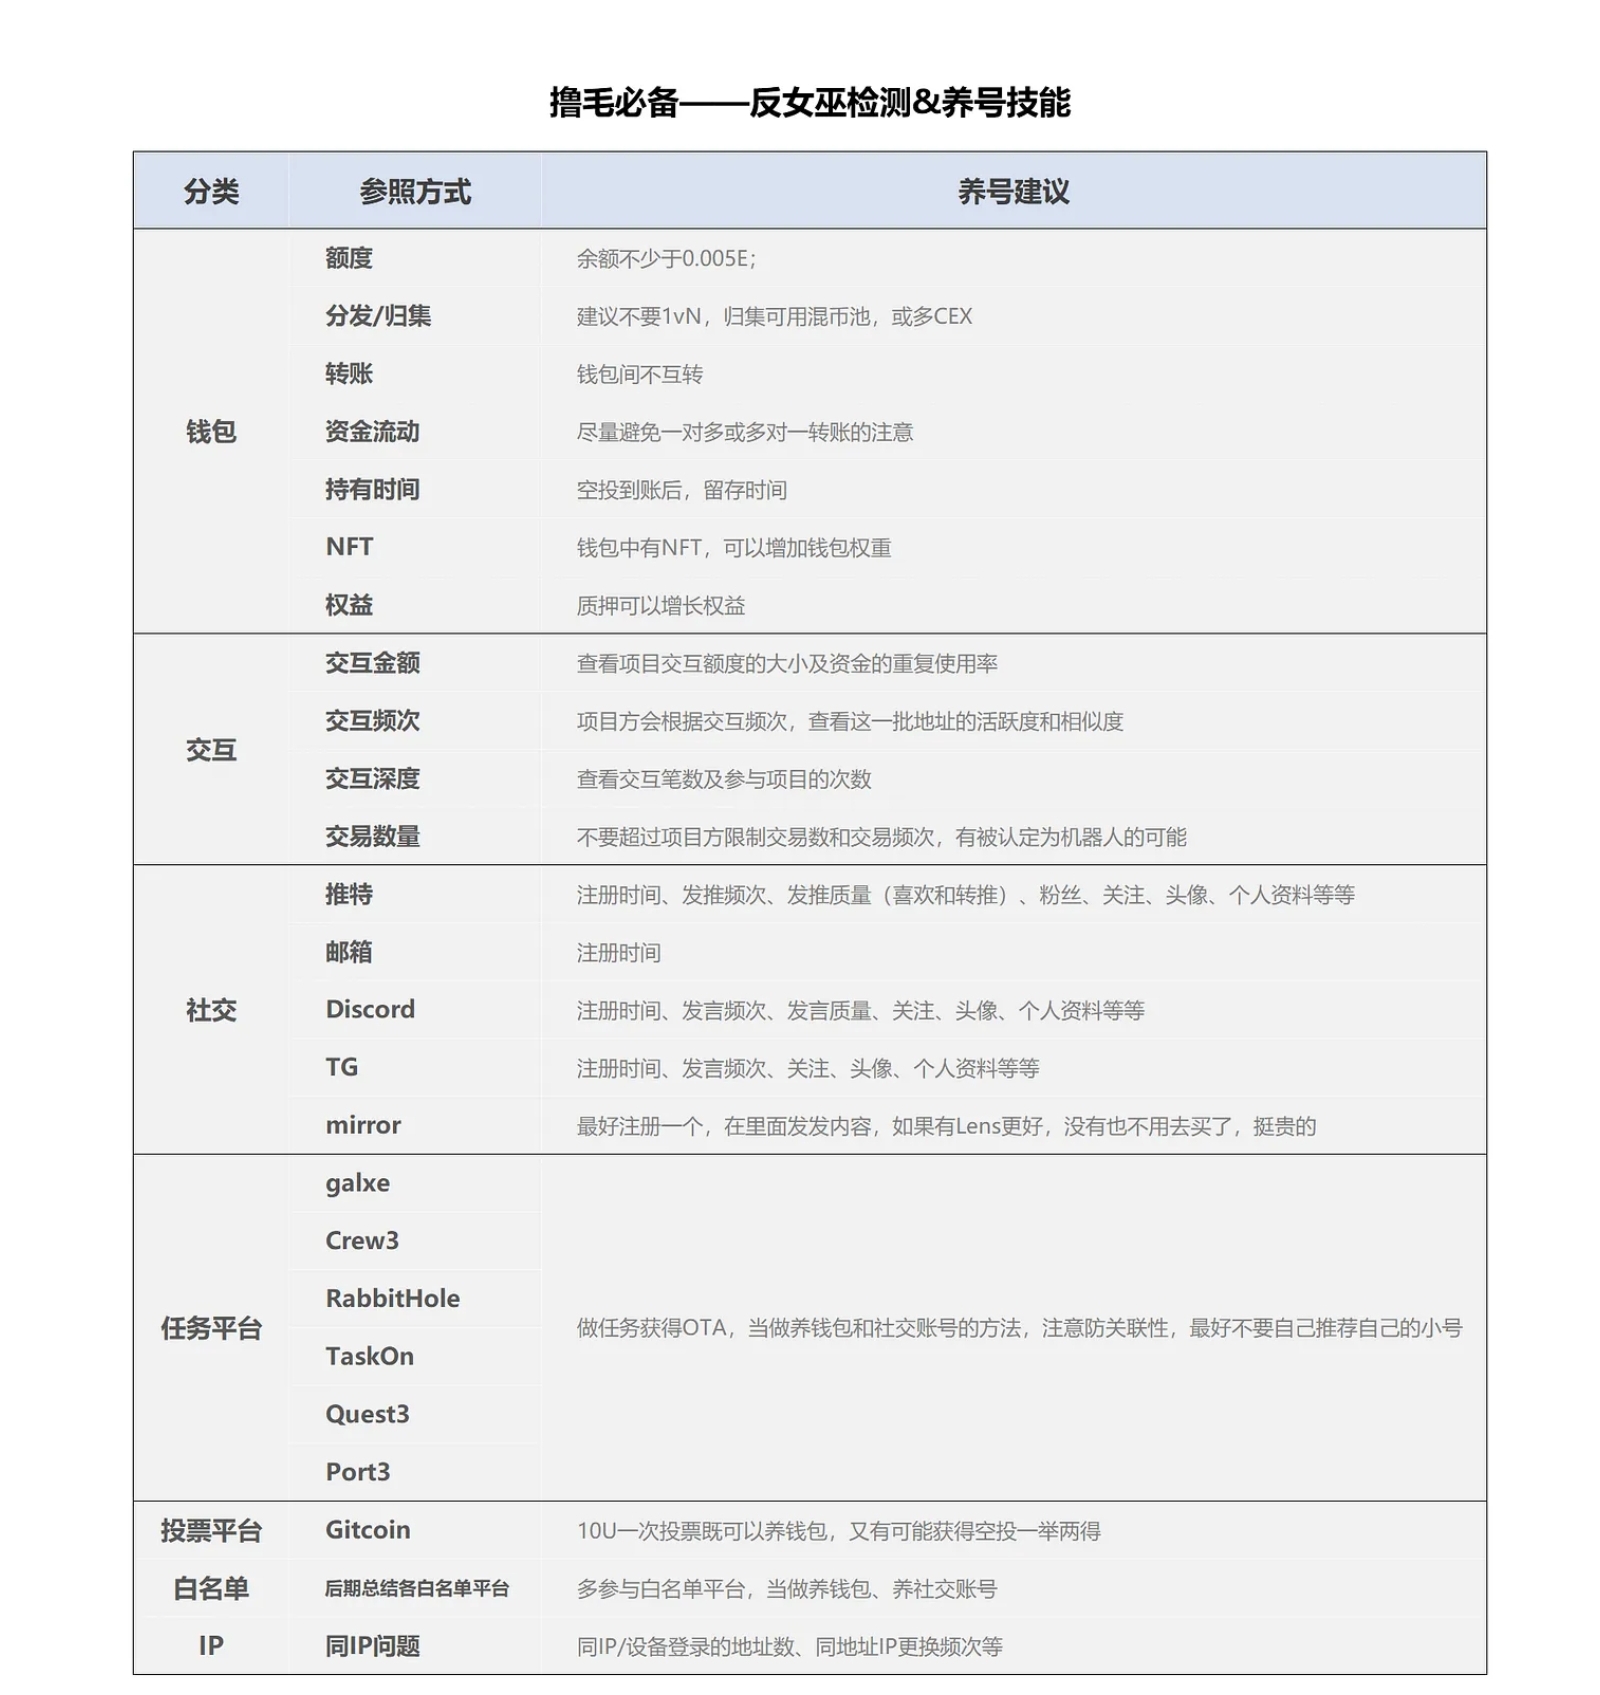 撸毛必备——反女巫检测&养号技能
分类 参照方式 养号建议
钱包
额度 余额不少于0.005E；
分发/归集 建议不要1vN，归集可用混币池，或多CEX
转账 钱包间不互转
资金流动 尽量避免一对多或多对一转账的注意
持有时间 空投到账后，留存时间
NFT 钱包中有NFT，可以增加钱包权重
权益 质押可以增长权益
交互
交互金额 查看项目交互额度的大小及资金的重复使用率
交互频次 项目方会根据交互频次，查看这一批地址的活跃度和相似度
交互深度 查看交互笔数及参与项目的次数
交易数量 不要超过项目方限制交易数和交易频次，有被认定为机器人的可能
社交
推特 注册时间、发推频次、发推质量（喜欢和转推）、粉丝、关注、头像、个人资料等等
邮箱 注册时间
Discord 注册时间、发言频次、发言质量、关注、头像、个人资料等等
TG 注册时间、发言频次、关注、头像、个人资料等等
mirror 最好注册一个，在里面发发内容，如果有Lens更好，没有也不用去买了，挺贵的
任务平台
galxe
Crew3
RabbitHole
TaskOn
Quest3
Port3
做任务获得OTA，当做养钱包和社交账号的方法，注意防关联性，最好不要自己推荐自己的小号
投票平台 Gitcoin 10U一次投票既可以养钱包，又有可能获得空投一举两得
白名单 后期总结各白名单平台 多参与白名单平台，当做养钱包、养社交账号
IP 同IP问题 同IP/设备登录的地址数、同地址IP更换频次等